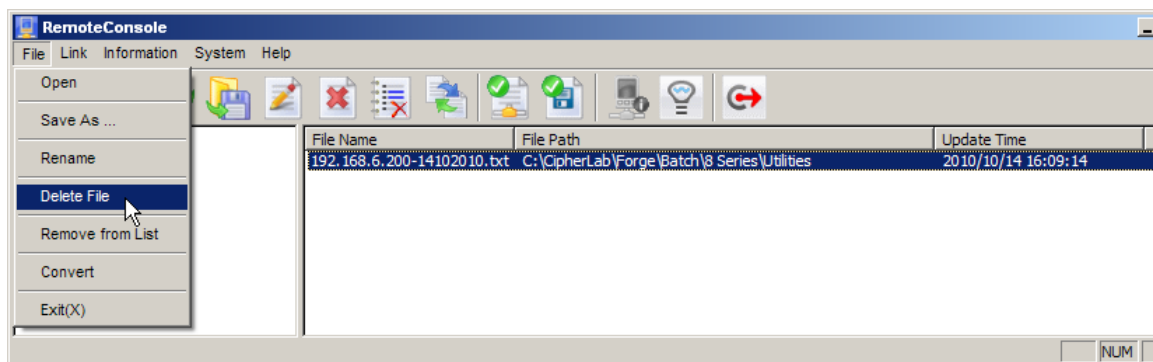 RemoteConsole
File Link Information System Help
Open
Save As ...
Rename
Delete File
Remove from List
Convert
Exit(X)
File Name File Path Update Time
192.168.6.200-14102010.txt C:\CipherLab\Forge\Batch\8 Series\Utilities 2010/10/14 16:09:14
NUM